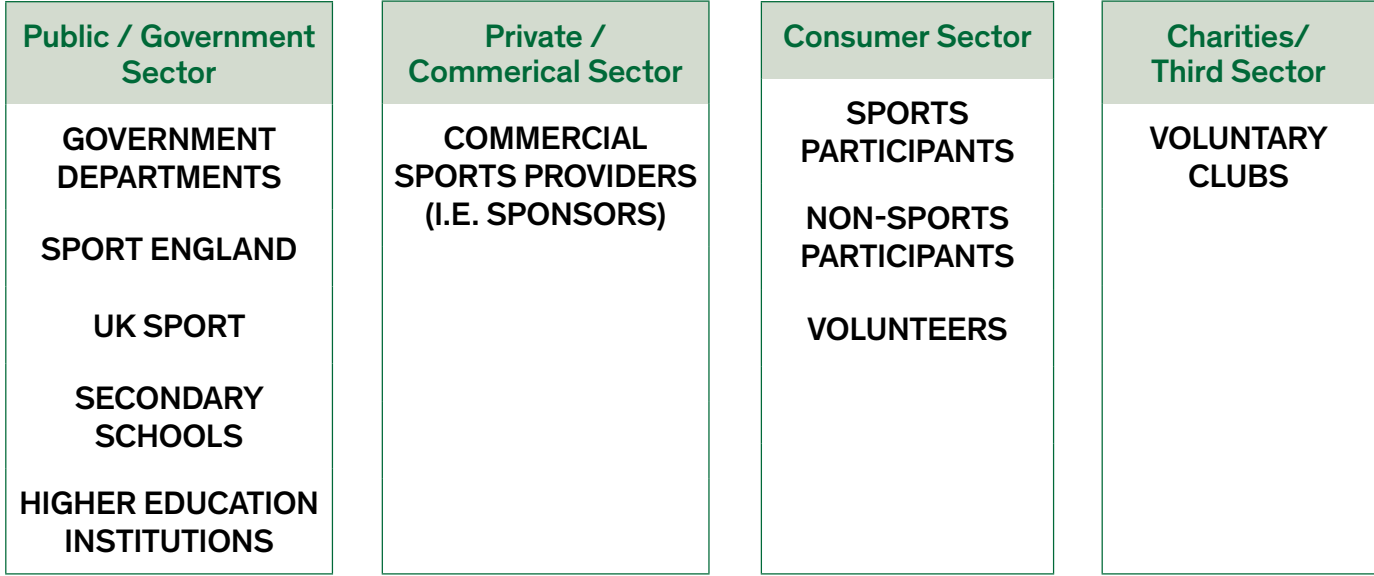 Public / Government
Sector
GOVERNMENT
DEPARTMENTS
SPORT ENGLAND
UK SPORT
SECONDARY
SCHOOLS
HIGHER EDUCATION
INSTITUTIONS
Private /
Commerical Sector
COMMERCIAL
SPORTS PROVIDERS
(I.E. SPONSORS)
Consumer Sector
SPORTS
PARTICIPANTS
NON-SPORTS
PARTICIPANTS
VOLUNTEERS
Charities/
Third Sector
VOLUNTARY
CLUBS